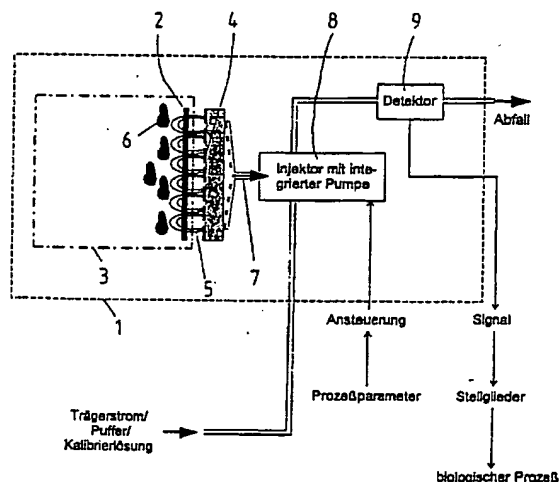 2
4
8
9
Detektor
Abfall
6
Injektor mit inte-
grierter Pumpe
3
5
7
1
Ansteuerung
Signal
Prozeßparameter
Stellglieder
Trägerstrom/
Puffer/
Kalibrierlösung
biologischer Prozeß